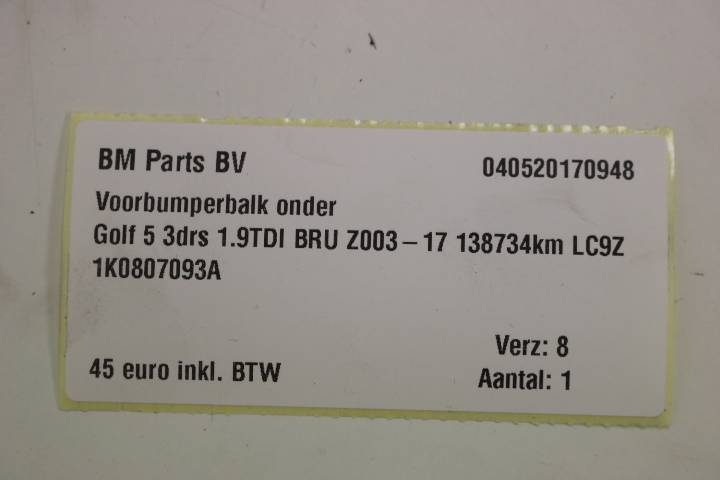 BM Parts BV 040520170948
Voorbumperbalk onder
Golf 5 3drs 1.9TDI BRU Z003-17 138734km LC9Z
1K0807093A
Verz: 8
45 euro inkl. BTW Aantal: 1